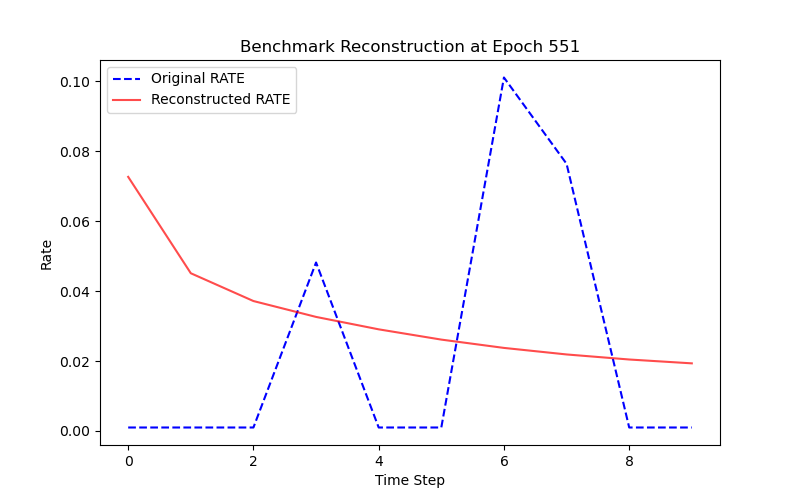 Benchmark Reconstruction at Epoch 551
Original RATE
Reconstructed RATE
Rate
0.10
0.08
0.06
0.04
0.02
0.00
0 2 4 6 8
Time Step